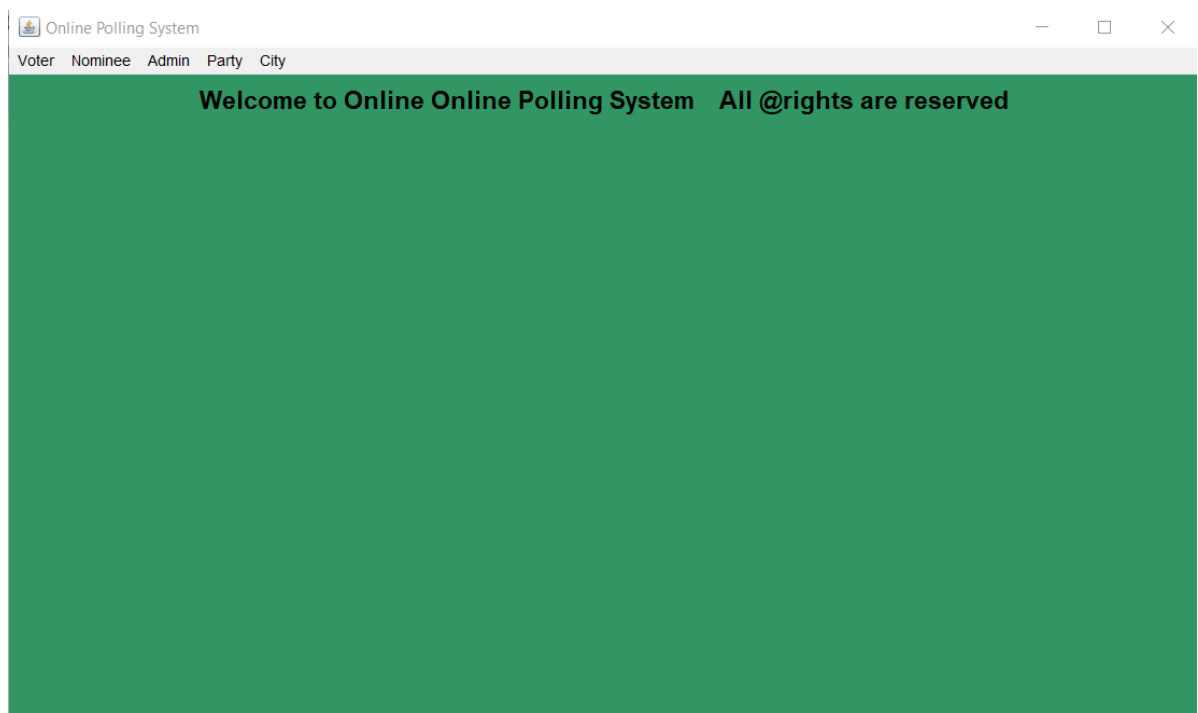 Online Polling System
Voter Nominee Admin Party City
Welcome to Online Online Polling System All @rights are reserved